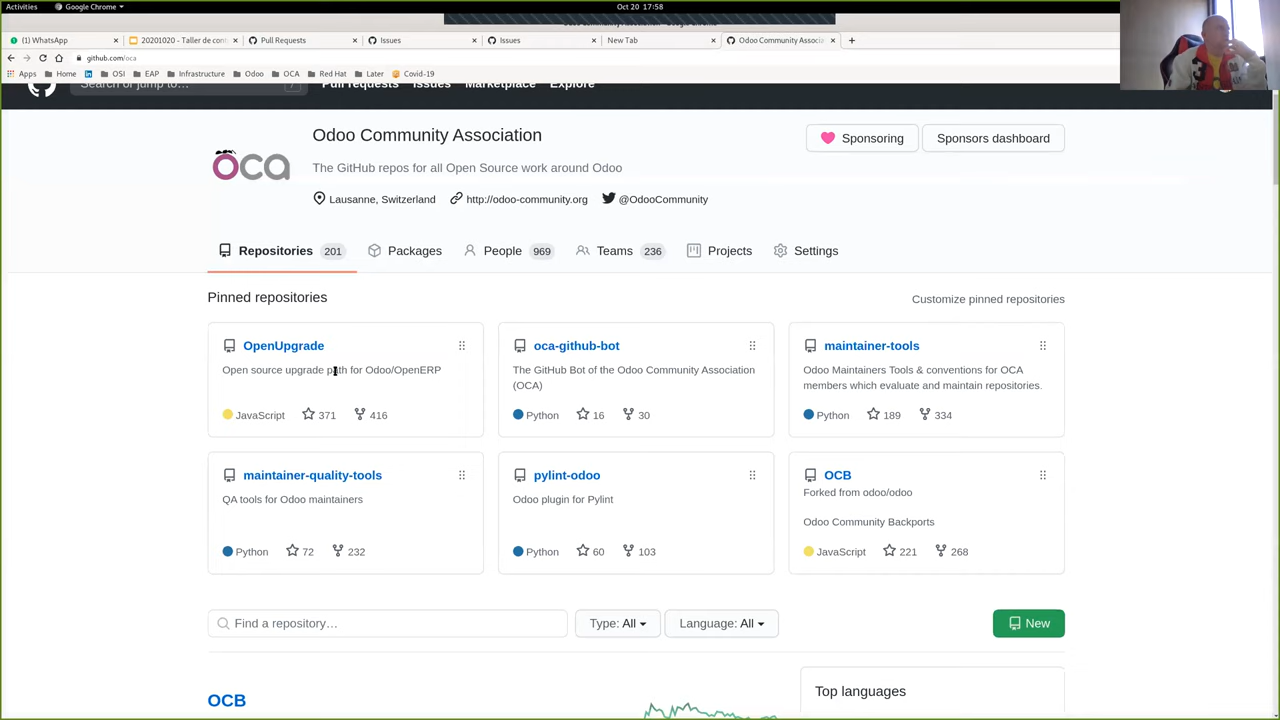 Activities
Google Chrome
Oct 20 17:58
(1) WhatsApp
20201020 - Taller de con
Pull Requests
Issues
Issues
New Tab
Odoo Community Associ
github.com/oca
Apps
Home
OSI
EAP
Infrastructure
Odoo
OCA
Red Hat
Later
Covid-19
Search or jump to…
/
Pull requests
Issues
Marketplace
Explore
oca
Odoo Community Association
The GitHub repos for all Open Source work around Odoo
Lausanne, Switzerland
http://odoo-community.org
@OdooCommunity
Sponsoring
Sponsors dashboard
Repositories 201
Packages
People 969
Teams 236
Projects
Settings
Pinned repositories
Customize pinned repositories
OpenUpgrade
Open source upgrade path for Odoo/OpenERP
JavaScript 371 416
oca-github-bot
The GitHub Bot of the Odoo Community Association
(OCA)
Python 16 30
maintainer-tools
Odoo Maintainers Tools & conventions for OCA
members which evaluate and maintain repositories.
Python 189 334
maintainer-quality-tools
QA tools for Odoo maintainers
Python 72 232
pylint-odoo
Odoo plugin for Pylint
Python 60 103
OCB
Forked from odoo/odoo
Odoo Community Backports
JavaScript 221 268
Find a repository…
Type: All
Language: All
New
OCB
Top languages